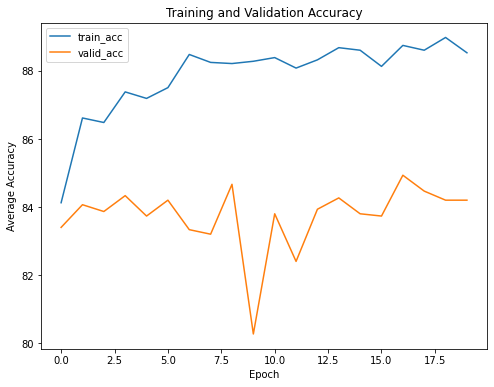 Training and Validation Accuracy
train_acc
valid_acc
Average Accuracy
88
86
84
82
80
0.0 2.5 5.0 7.5 10.0 12.5 15.0 17.5
Epoch